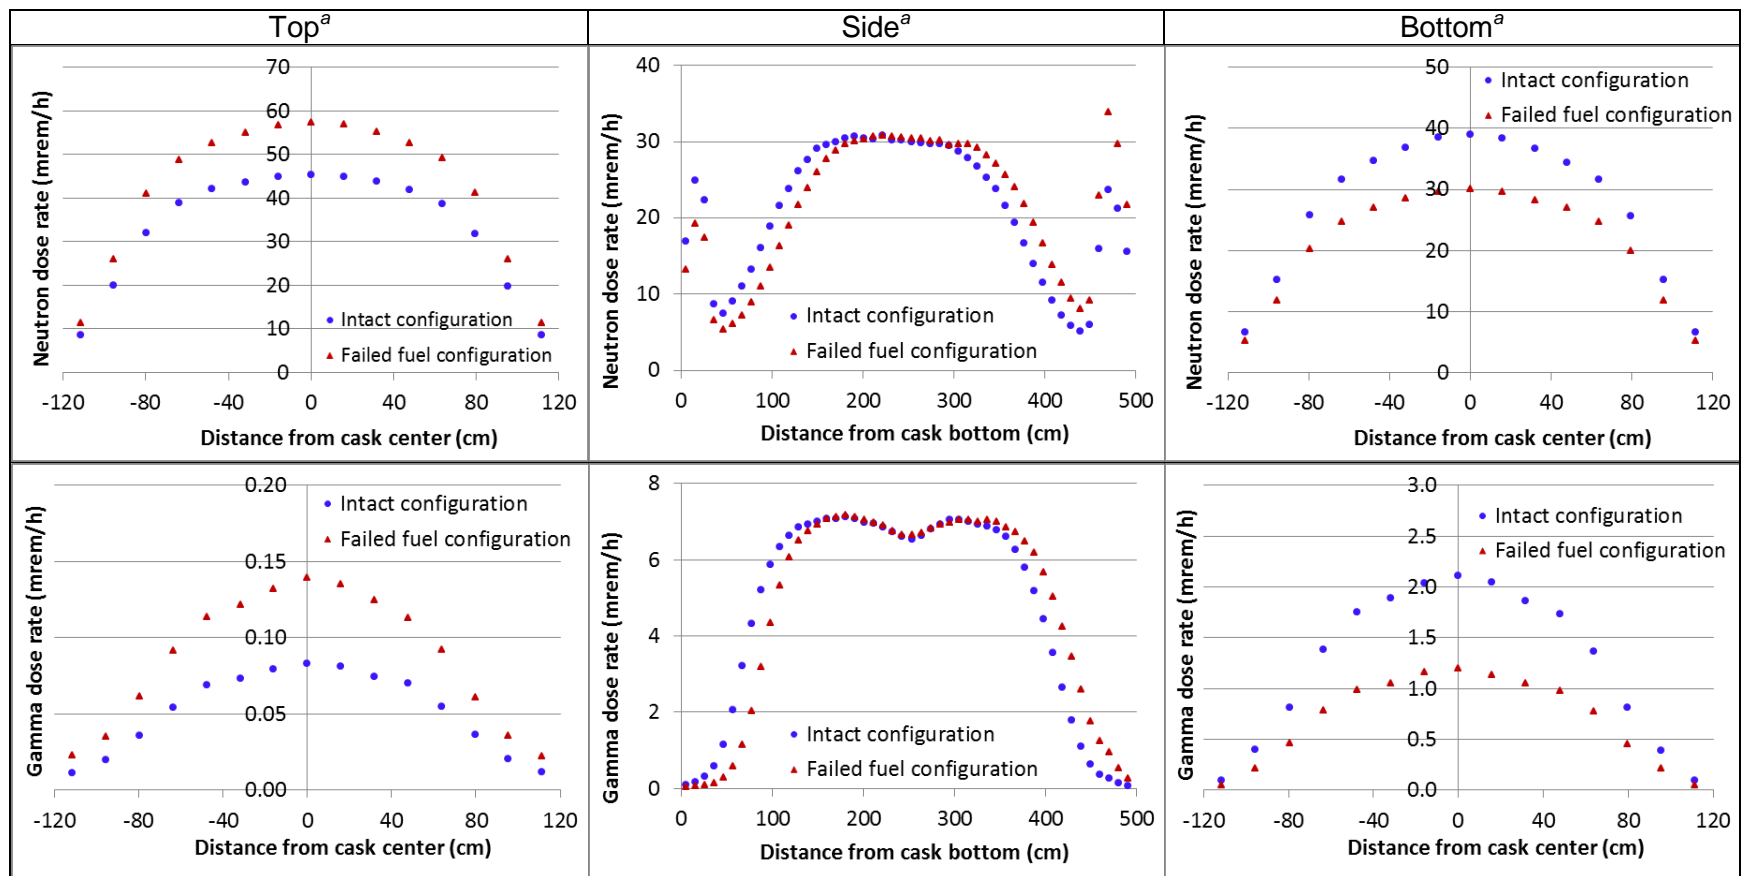 Topᵃ
Sideᵃ
Bottomᵃ
Neutron dose rate (mrem/h)
70
60
50
40
30
20
10
0
-120 -80 -40 0 40 80 120
Distance from cask center (cm)
Intact configuration
Failed fuel configuration
Neutron dose rate (mrem/h)
40
30
20
10
0
0 100 200 300 400 500
Distance from cask bottom (cm)
Intact configuration
Failed fuel configuration
Neutron dose rate (mrem/h)
50
40
30
20
10
0
-120 -80 -40 0 40 80 120
Distance from cask center (cm)
Intact configuration
Failed fuel configuration
Gamma dose rate (mrem/h)
0.20
0.15
0.10
0.05
0.00
-120 -80 -40 0 40 80 120
Distance from cask center (cm)
Intact configuration
Failed fuel configuration
Gamma dose rate (mrem/h)
8
6
4
2
0
0 100 200 300 400 500
Distance from cask bottom (cm)
Intact configuration
Failed fuel configuration
Gamma dose rate (mrem/h)
3.0
2.5
2.0
1.5
1.0
0.5
0.0
-120 -80 -40 0 40 80 120
Distance from cask center (cm)
Intact configuration
Failed fuel configuration